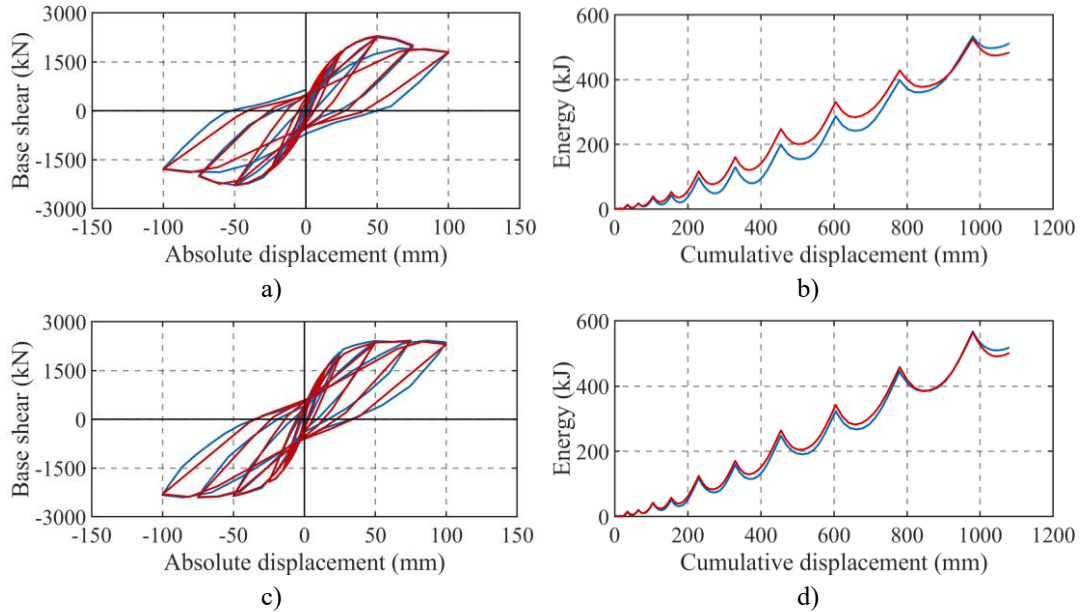 3000
1500
0
-1500
-3000
Base shear (kN)
-150 -100 -50 0 50 100 150
Absolute displacement (mm)
a)
600
400
200
0
Energy (kJ)
0 200 400 600 800 1000 1200
Cumulative displacement (mm)
b)
3000
1500
0
-1500
-3000
Base shear (kN)
-150 -100 -50 0 50 100 150
Absolute displacement (mm)
c)
600
400
200
0
Energy (kJ)
0 200 400 600 800 1000 1200
Cumulative displacement (mm)
d)